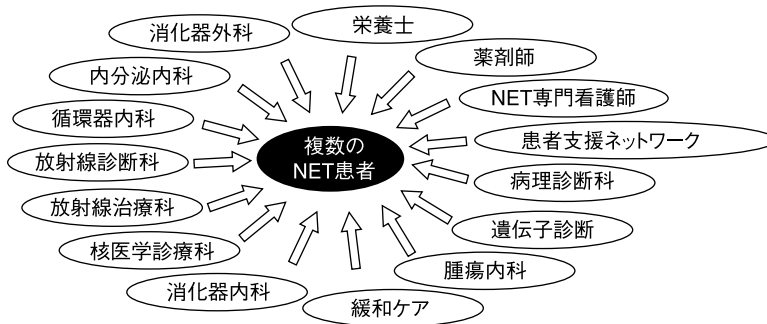 消化器外科
栄養士
薬剤師
内分泌内科
NET専門看護師
循環器内科
患者支援ネットワーク
複数の
NET患者
放射線診断科
病理診断科
放射線治療科
遺伝子診断
核医学診療科
腫瘍内科
消化器内科
緩和ケア